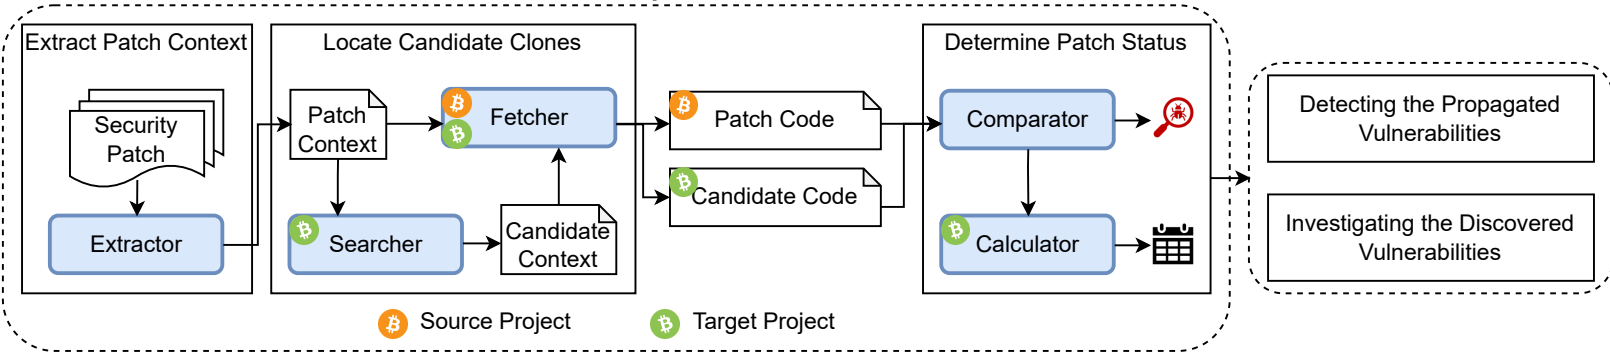 Extract Patch Context
Security
Patch
Extractor
Locate Candidate Clones
Patch
Context
Fetcher
Searcher
Candidate
Context
Patch Code
Candidate Code
Determine Patch Status
Comparator
Calculator
Detecting the Propagated
Vulnerabilities
Investigating the Discovered
Vulnerabilities
Source Project
Target Project